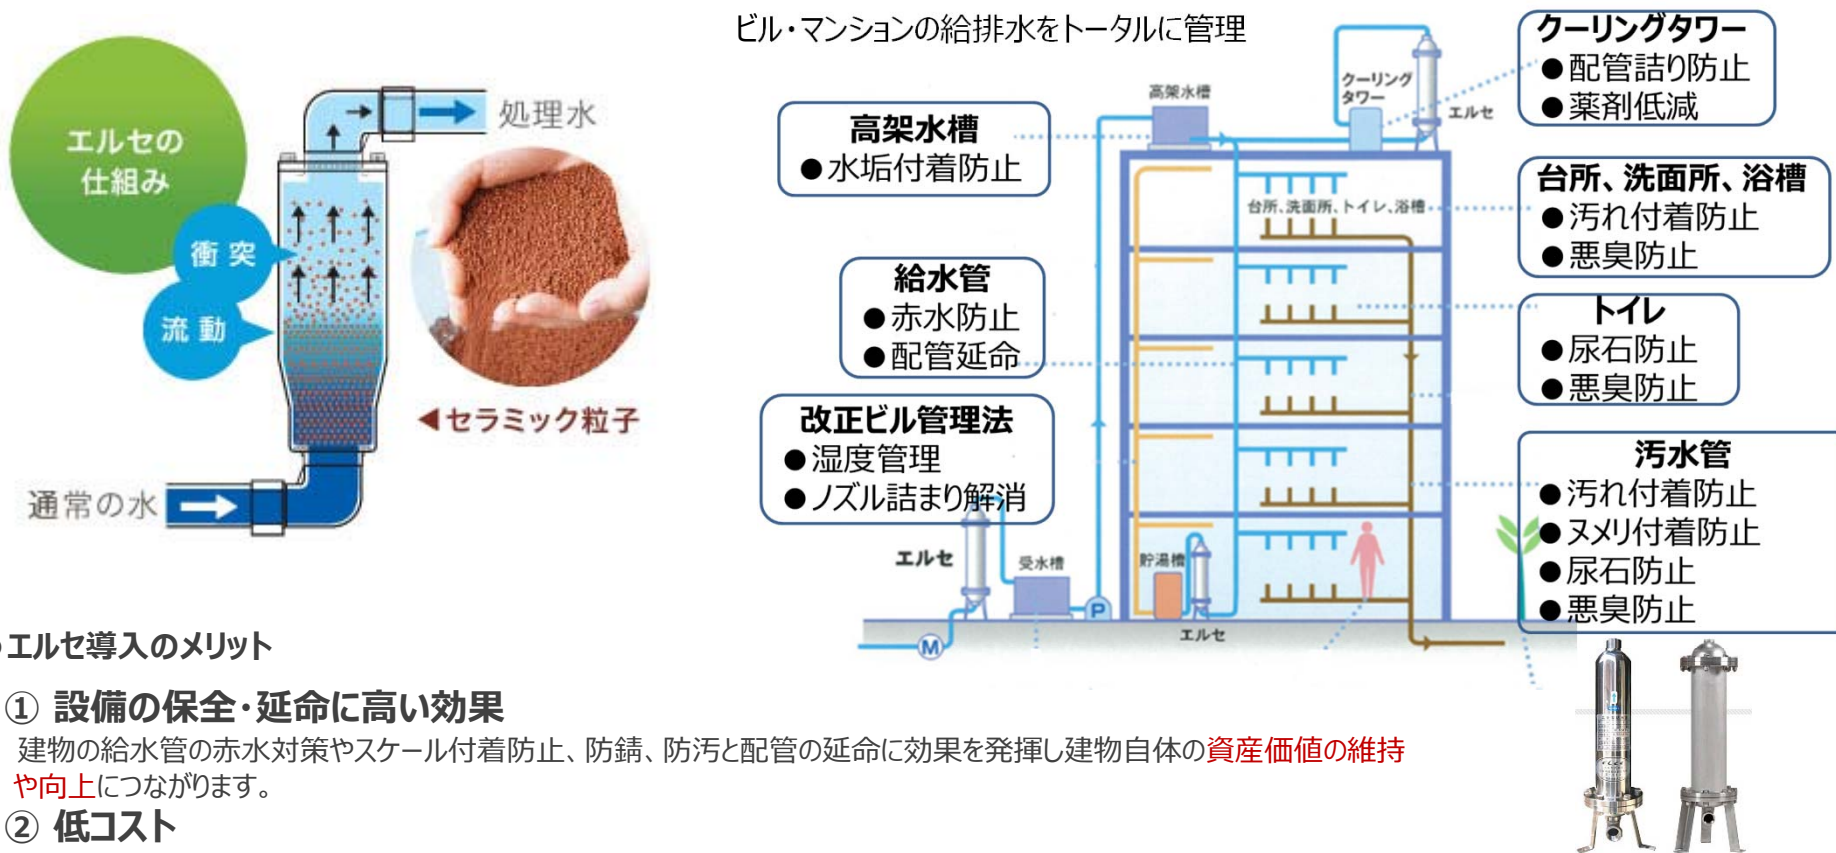 エルセの
仕組み
衝突
流動
処理水
◀セラミック粒子
通常の水
ビル・マンションの給排水をトータルに管理
高架水槽
●水垢付着防止
給水管
●赤水防止
●配管延命
改正ビル管理法
●湿度管理
●ノズル詰まり解消
高架水槽
クーリング
タワー
エルセ
台所、洗面所、トイレ、浴槽
エルセ
受水槽
P
M
貯湯槽
エルセ
クーリングタワー
●配管詰り防止
●薬剤低減
台所、洗面所、浴槽
●汚れ付着防止
●悪臭防止
トイレ
●尿石防止
●悪臭防止
汚水管
●汚れ付着防止
●ヌメリ付着防止
●尿石防止
●悪臭防止
エルセ導入のメリット
① 設備の保全・延命に高い効果
建物の給水管の赤水対策やスケール付着防止、防錆、防汚と配管の延命に効果を発揮し建物自体の資産価値の維持
や向上につながります。
② 低コスト